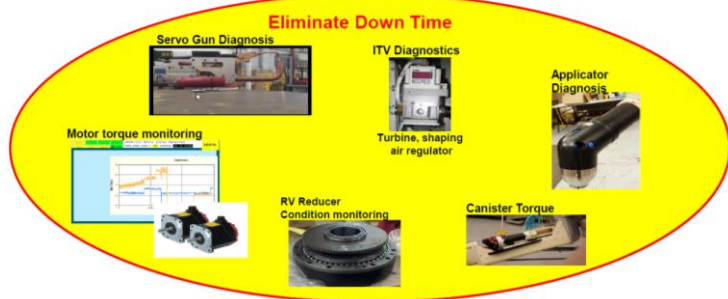 Eliminate Down Time
Servo Gun Diagnosis
ITV Diagnostics
Applicator
Diagnosis
Turbine, shaping
air regulator
Motor torque monitoring
RV Reducer
Condition monitoring
Canister Torque